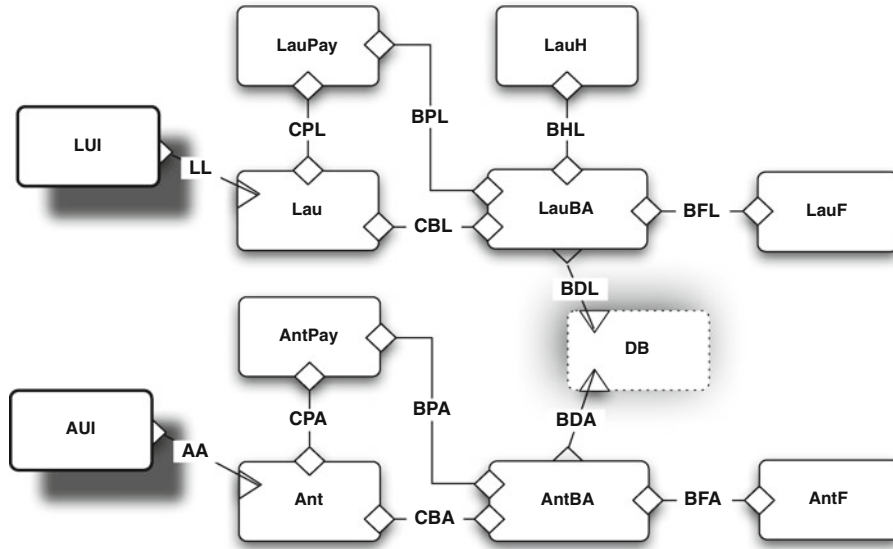 LauPay
LauH
BPL
CPL
BHL
LUI
LL
Lau
CBL
LauBA
BFL
LauF
BDL
AntPay
DB
BPA
CPA
BDA
AUI
AA
Ant
CBA
AntBA
BFA
AntF